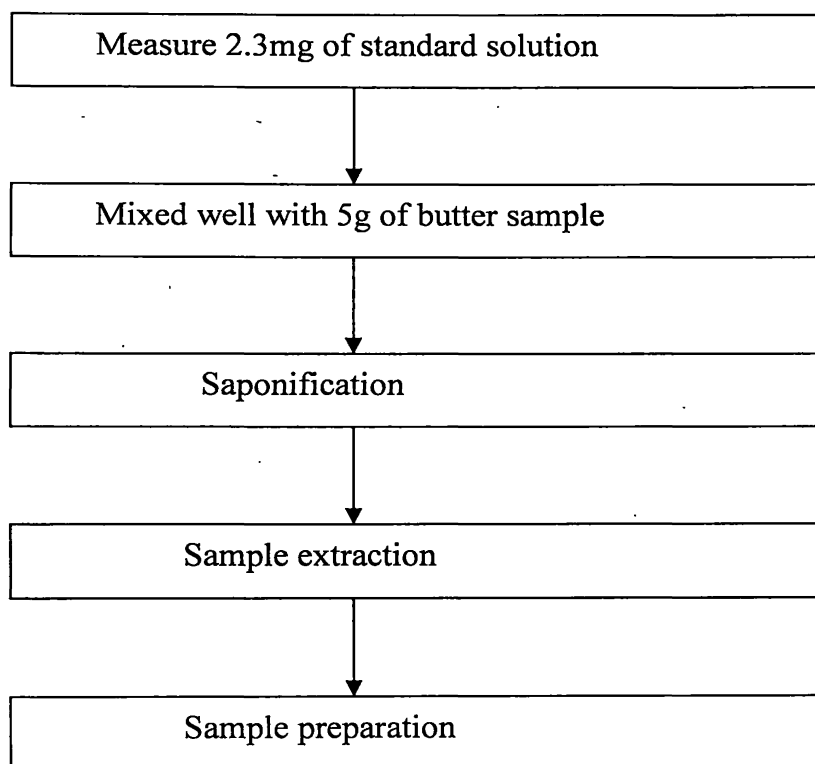 Measure 2.3mg of standard solution
Mixed well with 5g of butter sample
Saponification
Sample extraction
Sample preparation